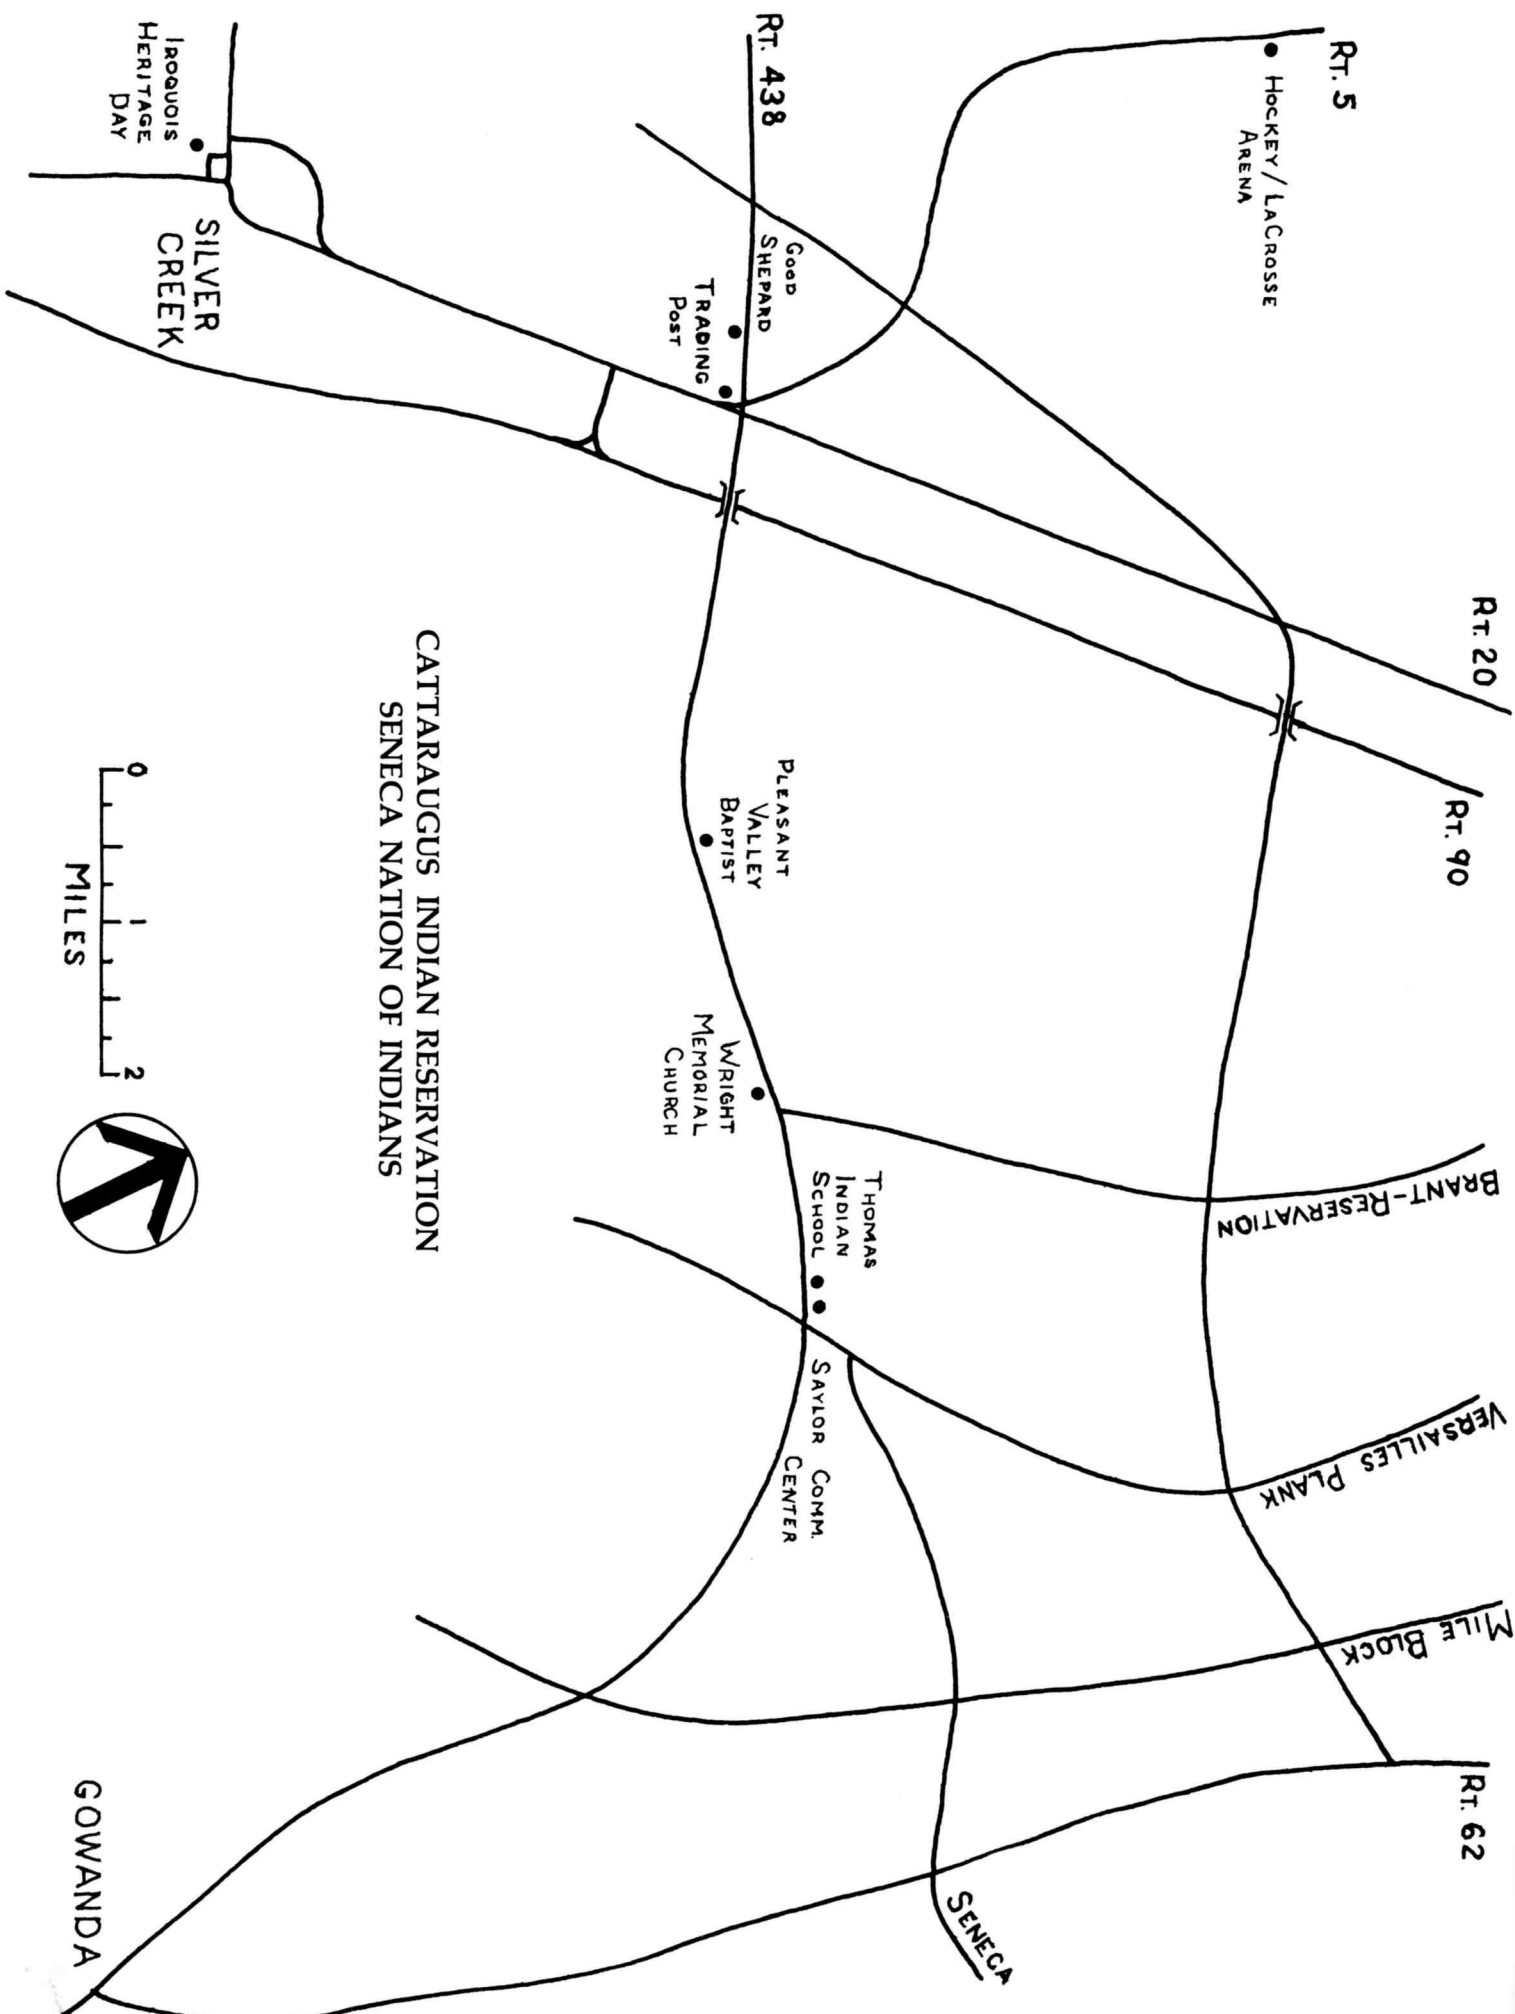 RT. 5
HOCKEY/LACROSSE
ARENA
RT. 20
RT. 90
BRANT-RESERVATION
VERSAILLES PLANK
MILE BLOCK
RT. 62
RT. 438
GOOD
SHEPARD
TRADING
POST
PLEASANT
VALLEY
BAPTIST
WRIGHT
MEMORIAL
CHURCH
THOMAS
INDIAN
SCHOOL
SAYLOR COMM.
CENTER
SENECA
IROQUOIS
HERITAGE
DAY
SILVER
CREEK
CATTARAUGUS INDIAN RESERVATION
SENECA NATION OF INDIANS
0 1 2
MILES
GOWANDA